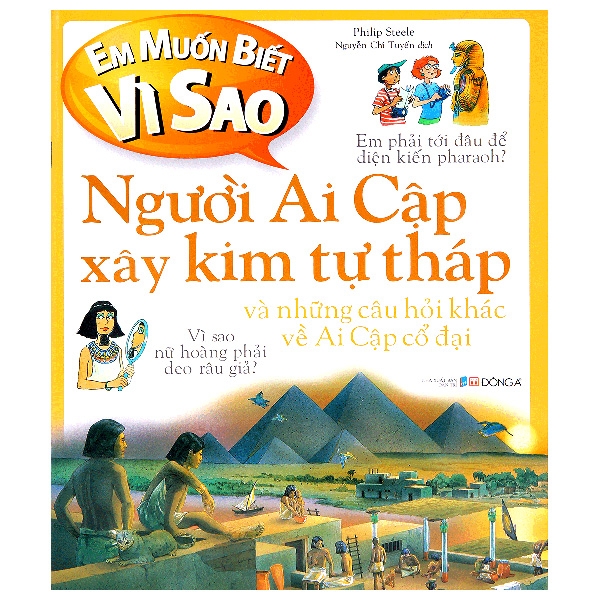 Philip Steele
Nguyễn Chí Tuyến dịch
EM MUỐN BIẾT
VÌ SAO
Em phải tới đâu để
diện kiến pharaoh?
Người Ai Cập
xây kim tự tháp
và những câu hỏi khác
về Ai Cập cổ đại
Vì sao
nữ hoàng phải
đeo râu giả?
ĐÔNG A